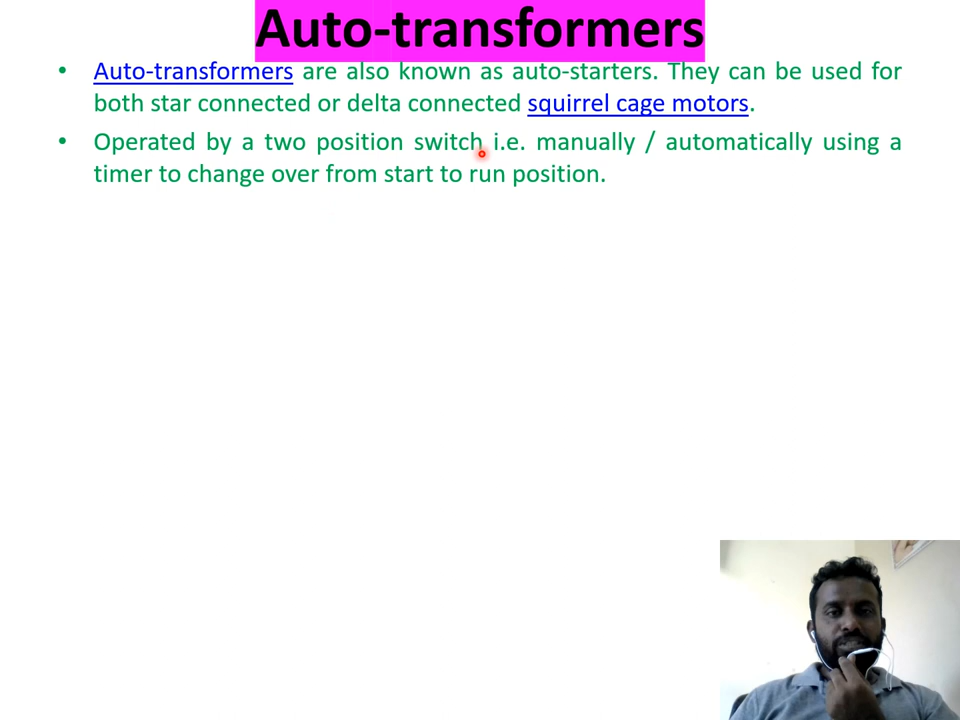 Auto-transformers
• Auto-transformers are also known as auto-starters. They can be used for
both star connected or delta connected squirrel cage motors.
• Operated by a two position switch i.e. manually / automatically using a
timer to change over from start to run position.